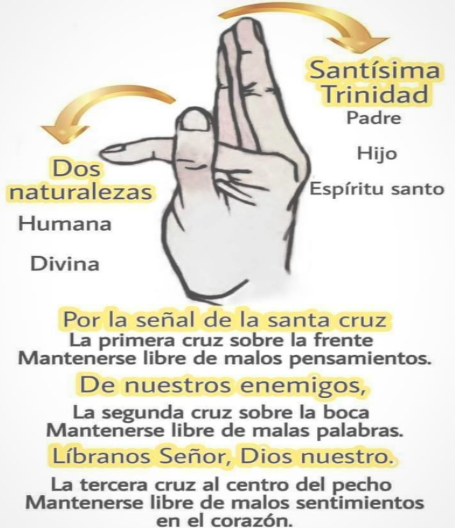 Santísima
Trinidad
Padre
Hijo
Espíritu santo
Dos
naturalezas
Humana
Divina
Por la señal de la santa cruz
La primera cruz sobre la frente
Mantenerse libre de malos pensamientos.
De nuestros enemigos,
La segunda cruz sobre la boca
Mantenerse libre de malas palabras.
Líbranos Señor, Dios nuestro.
La tercera cruz al centro del pecho
Mantenerse libre de malos sentimientos
en el corazón.